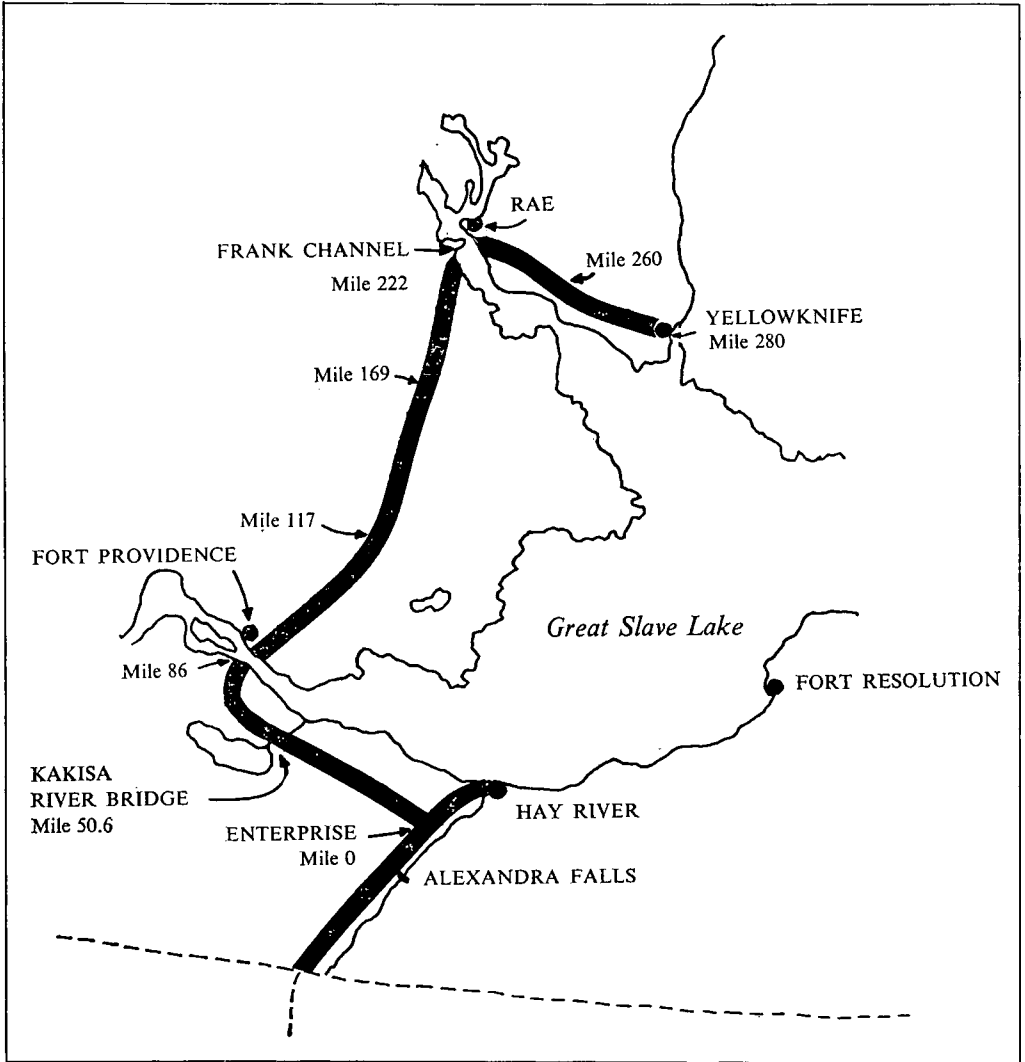 RAE
FRANK CHANNEL
Mile 222
Mile 260
YELLOWKNIFE
Mile 280
Mile 169
Mile 117
FORT PROVIDENCE
Great Slave Lake
Mile 86
FORT RESOLUTION
KAKISA
RIVER BRIDGE
Mile 50.6
HAY RIVER
ENTERPRISE
Mile 0
ALEXANDRA FALLS